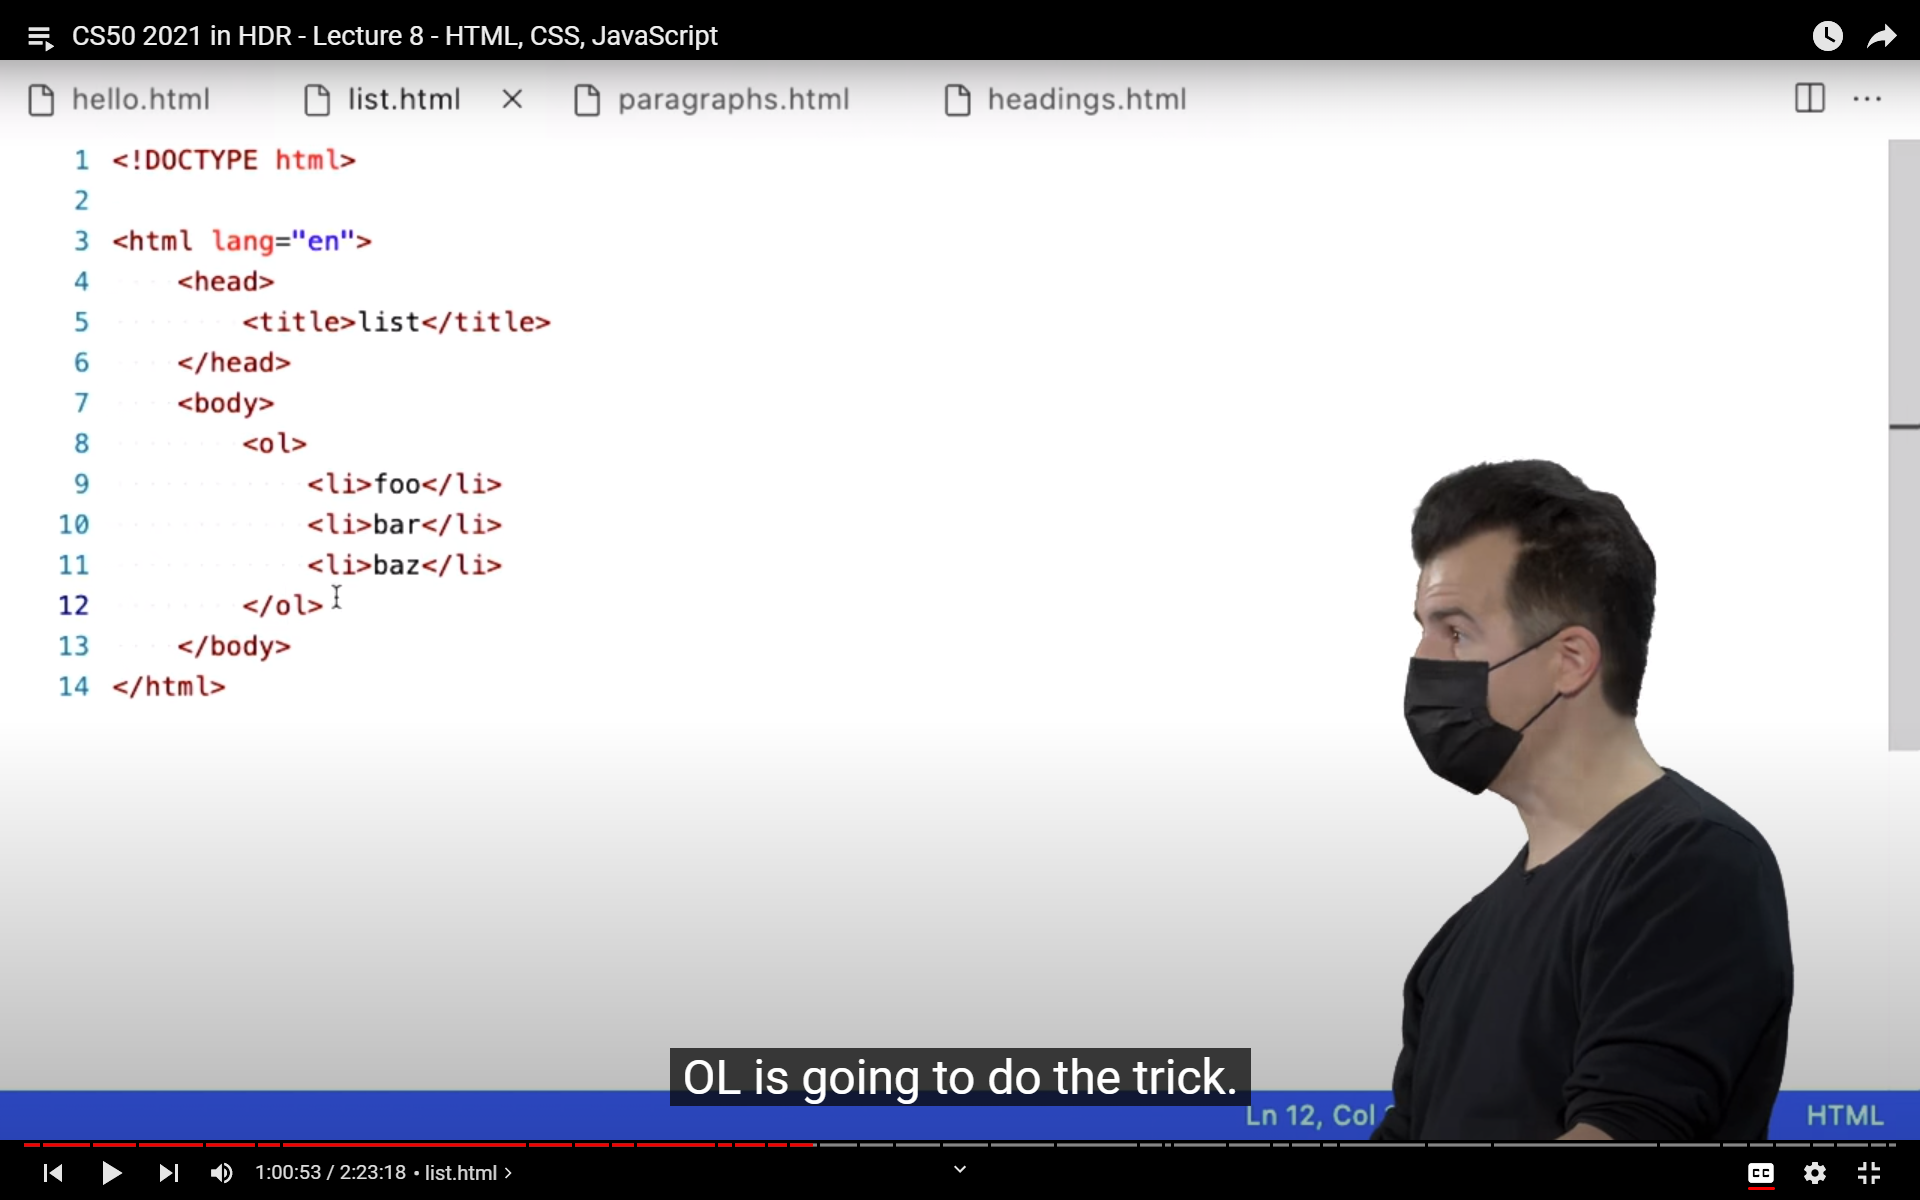 CS50 2021 in HDR - Lecture 8 - HTML, CSS, JavaScript
hello.html list.html paragraphs.html headings.html
1 <!DOCTYPE html>
2
3 <html lang="en">
4 <head>
5 <title>list</title>
6 </head>
7 <body>
8 <ol>
9 <li>foo</li>
10 <li>bar</li>
11 <li>baz</li>
12 </ol>
13 </body>
14 </html>
OL is going to do the trick.
Ln 12, Col HTML
1:00:53 / 2:23:18 • list.html
CC